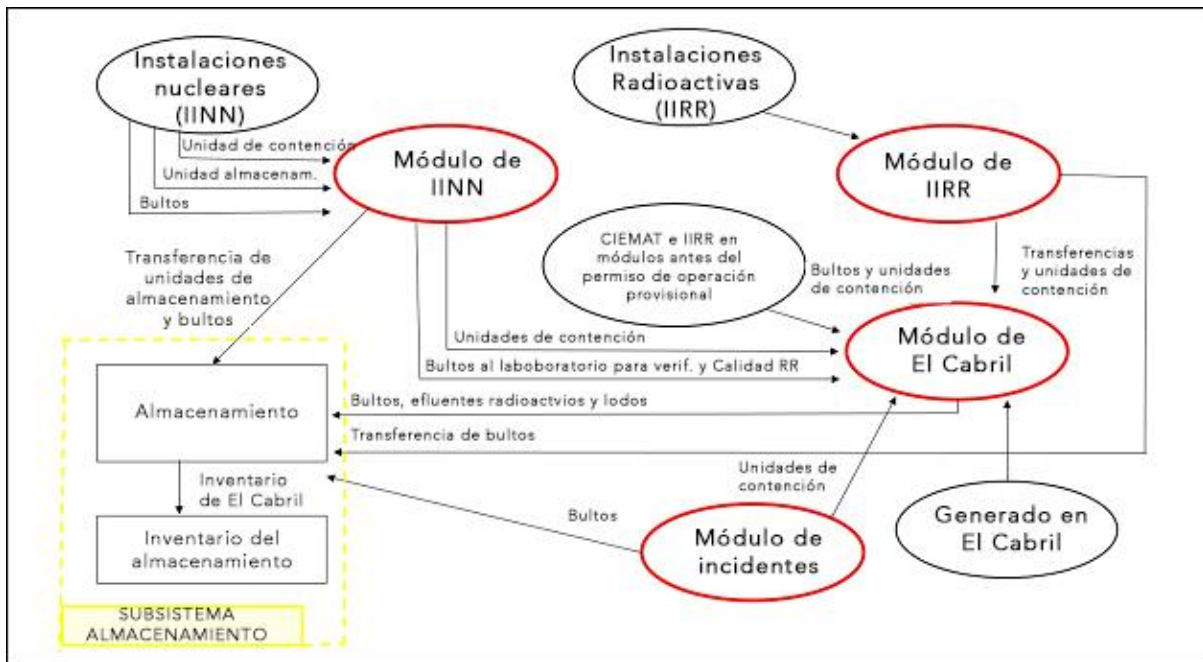 Instalaciones
nucleares
(IINN)
Instalaciones
Radioactivas
(IIRR)
Unidad de contención
Unidad almacenam.
Bultos
Módulo de
IINN
Módulo de
IIRR
Transferencia de
unidades de
almacenamiento
y bultos
CIEMAT e IIRR en
módulos antes del
permiso de operación
provisional
Bultos y unidades
de contención
Transferencias
y unidades de
contención
Unidades de contención
Bultos al laboboratorio para verif. y Calidad RR
Módulo de
El Cabril
Almacenamiento
Bultos, efluentes radioactvios y lodos
Transferencia de bultos
Inventario
de El Cabril
Unidades de
contención
Bultos
Inventario del
almacenamiento
Módulo de
incidentes
Generado en
El Cabril
SUBSISTEMA
ALMACENAMIENTO